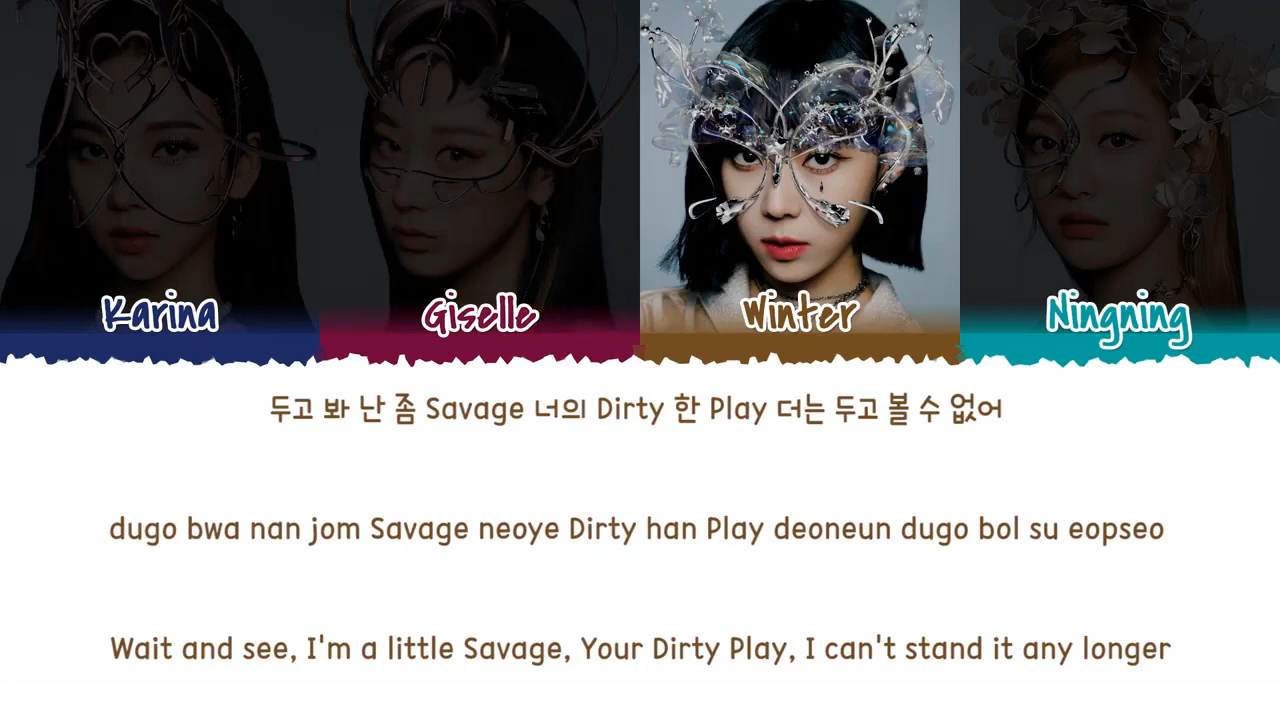 Karina
Giselle
Winter
Ningning
두고 봐 난 좀 Savage 너의 Dirty 한 Play 더는 두고 볼 수 없어
dugo bwa nan jom Savage neoye Dirty han Play deoneun dugo bol su eopseo
Wait and see, I'm a little Savage, Your Dirty Play, I can't stand it any longer